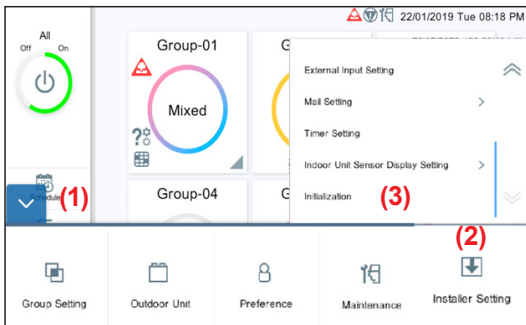 22/01/2019 Tue 08:18 PM
All
Off
On
Group-01
G
External Input Setting
Mail Setting
Mixed
Timer Setting
Indoor Unit Sensor Display Setting
Initialization
(3)
Schedule
(1)
Group-04
G
(2)
Group Setting
Outdoor Unit
Preference
Maintenance
Installer Setting